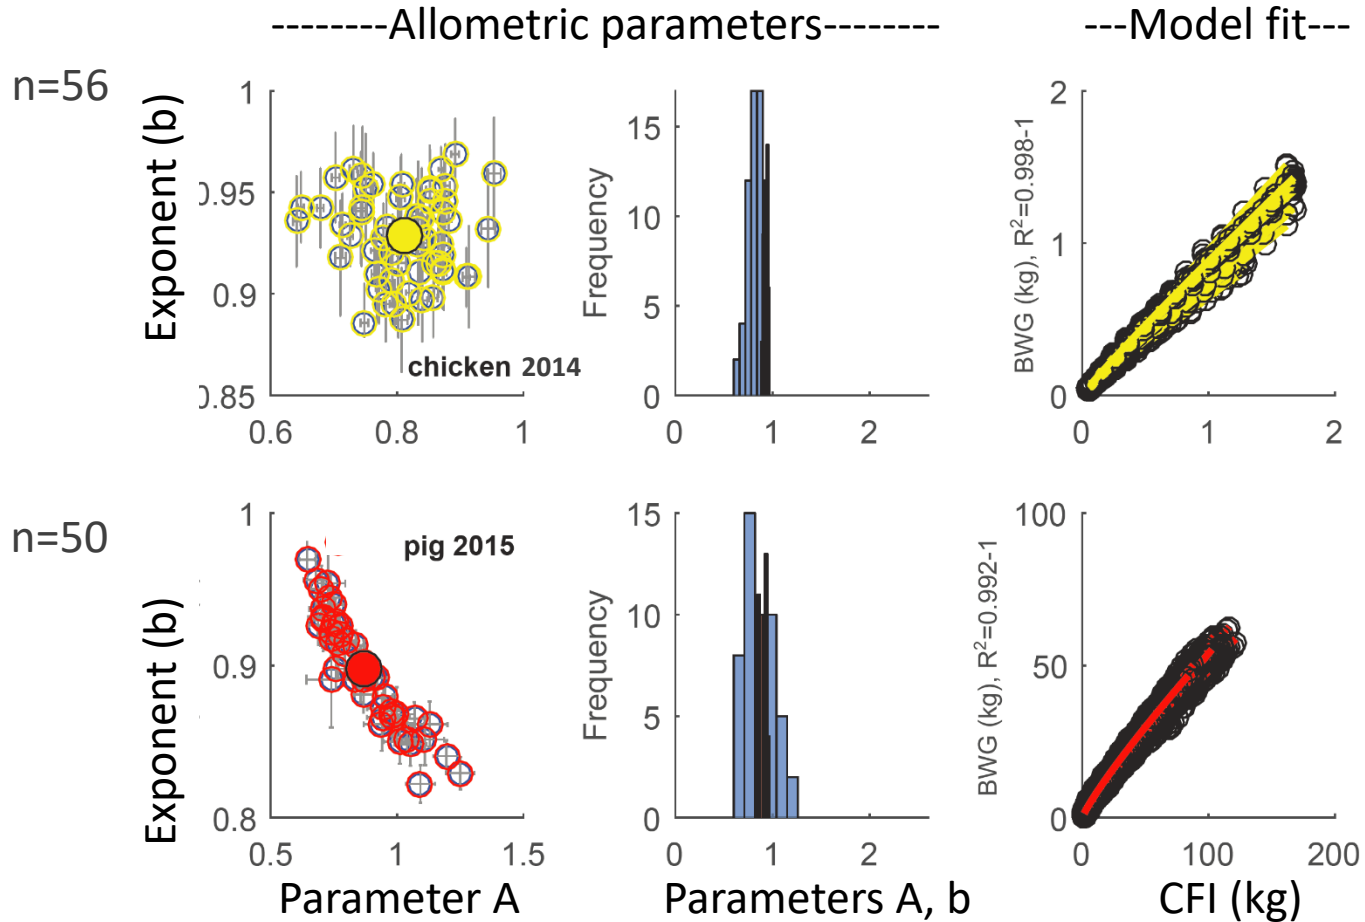 --------Allometric parameters--------
---Model fit---
n=56
Exponent (b)
1
0.95
0.9
0.85
0.6
0.8
1
chicken 2014
Frequency
15
10
5
0
0
1
2
BWG (kg), R²=0.998-1
2
1
0
0
1
2
n=50
Exponent (b)
1
0.9
0.8
0.5
1
1.5
pig 2015
Parameter A
Frequency
15
10
5
0
0
1
2
Parameters A, b
BWG (kg), R²=0.992-1
100
50
0
0
100
200
CFI (kg)